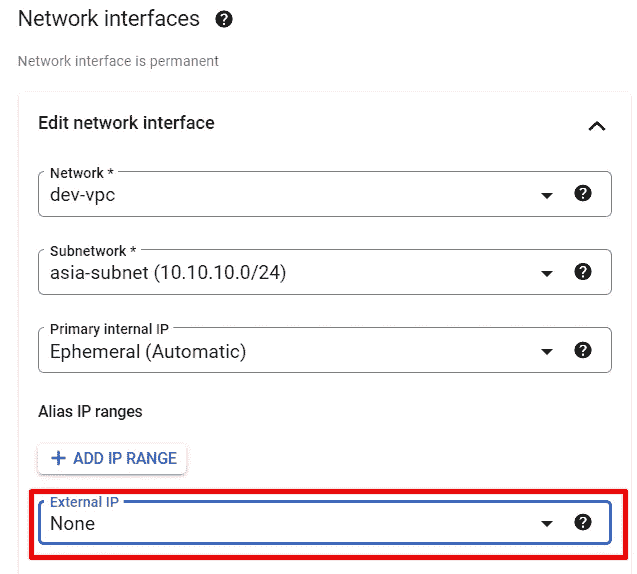 Network interfaces
Network interface is permanent
Edit network interface
Network *
dev-vpc
Subnetwork *
asia-subnet (10.10.10.0/24)
Primary internal IP
Ephemeral (Automatic)
Alias IP ranges
+ ADD IP RANGE
External IP
None